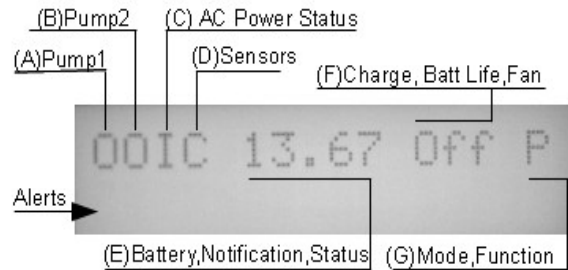 (B)Pump2 (C) AC Power Status
(A)Pump1 (D)Sensors
(F)Charge, Batt Life,Fan
OOIC 13.67 Off P
Alerts
(E)Battery,Notification,Status (G)Mode,Function